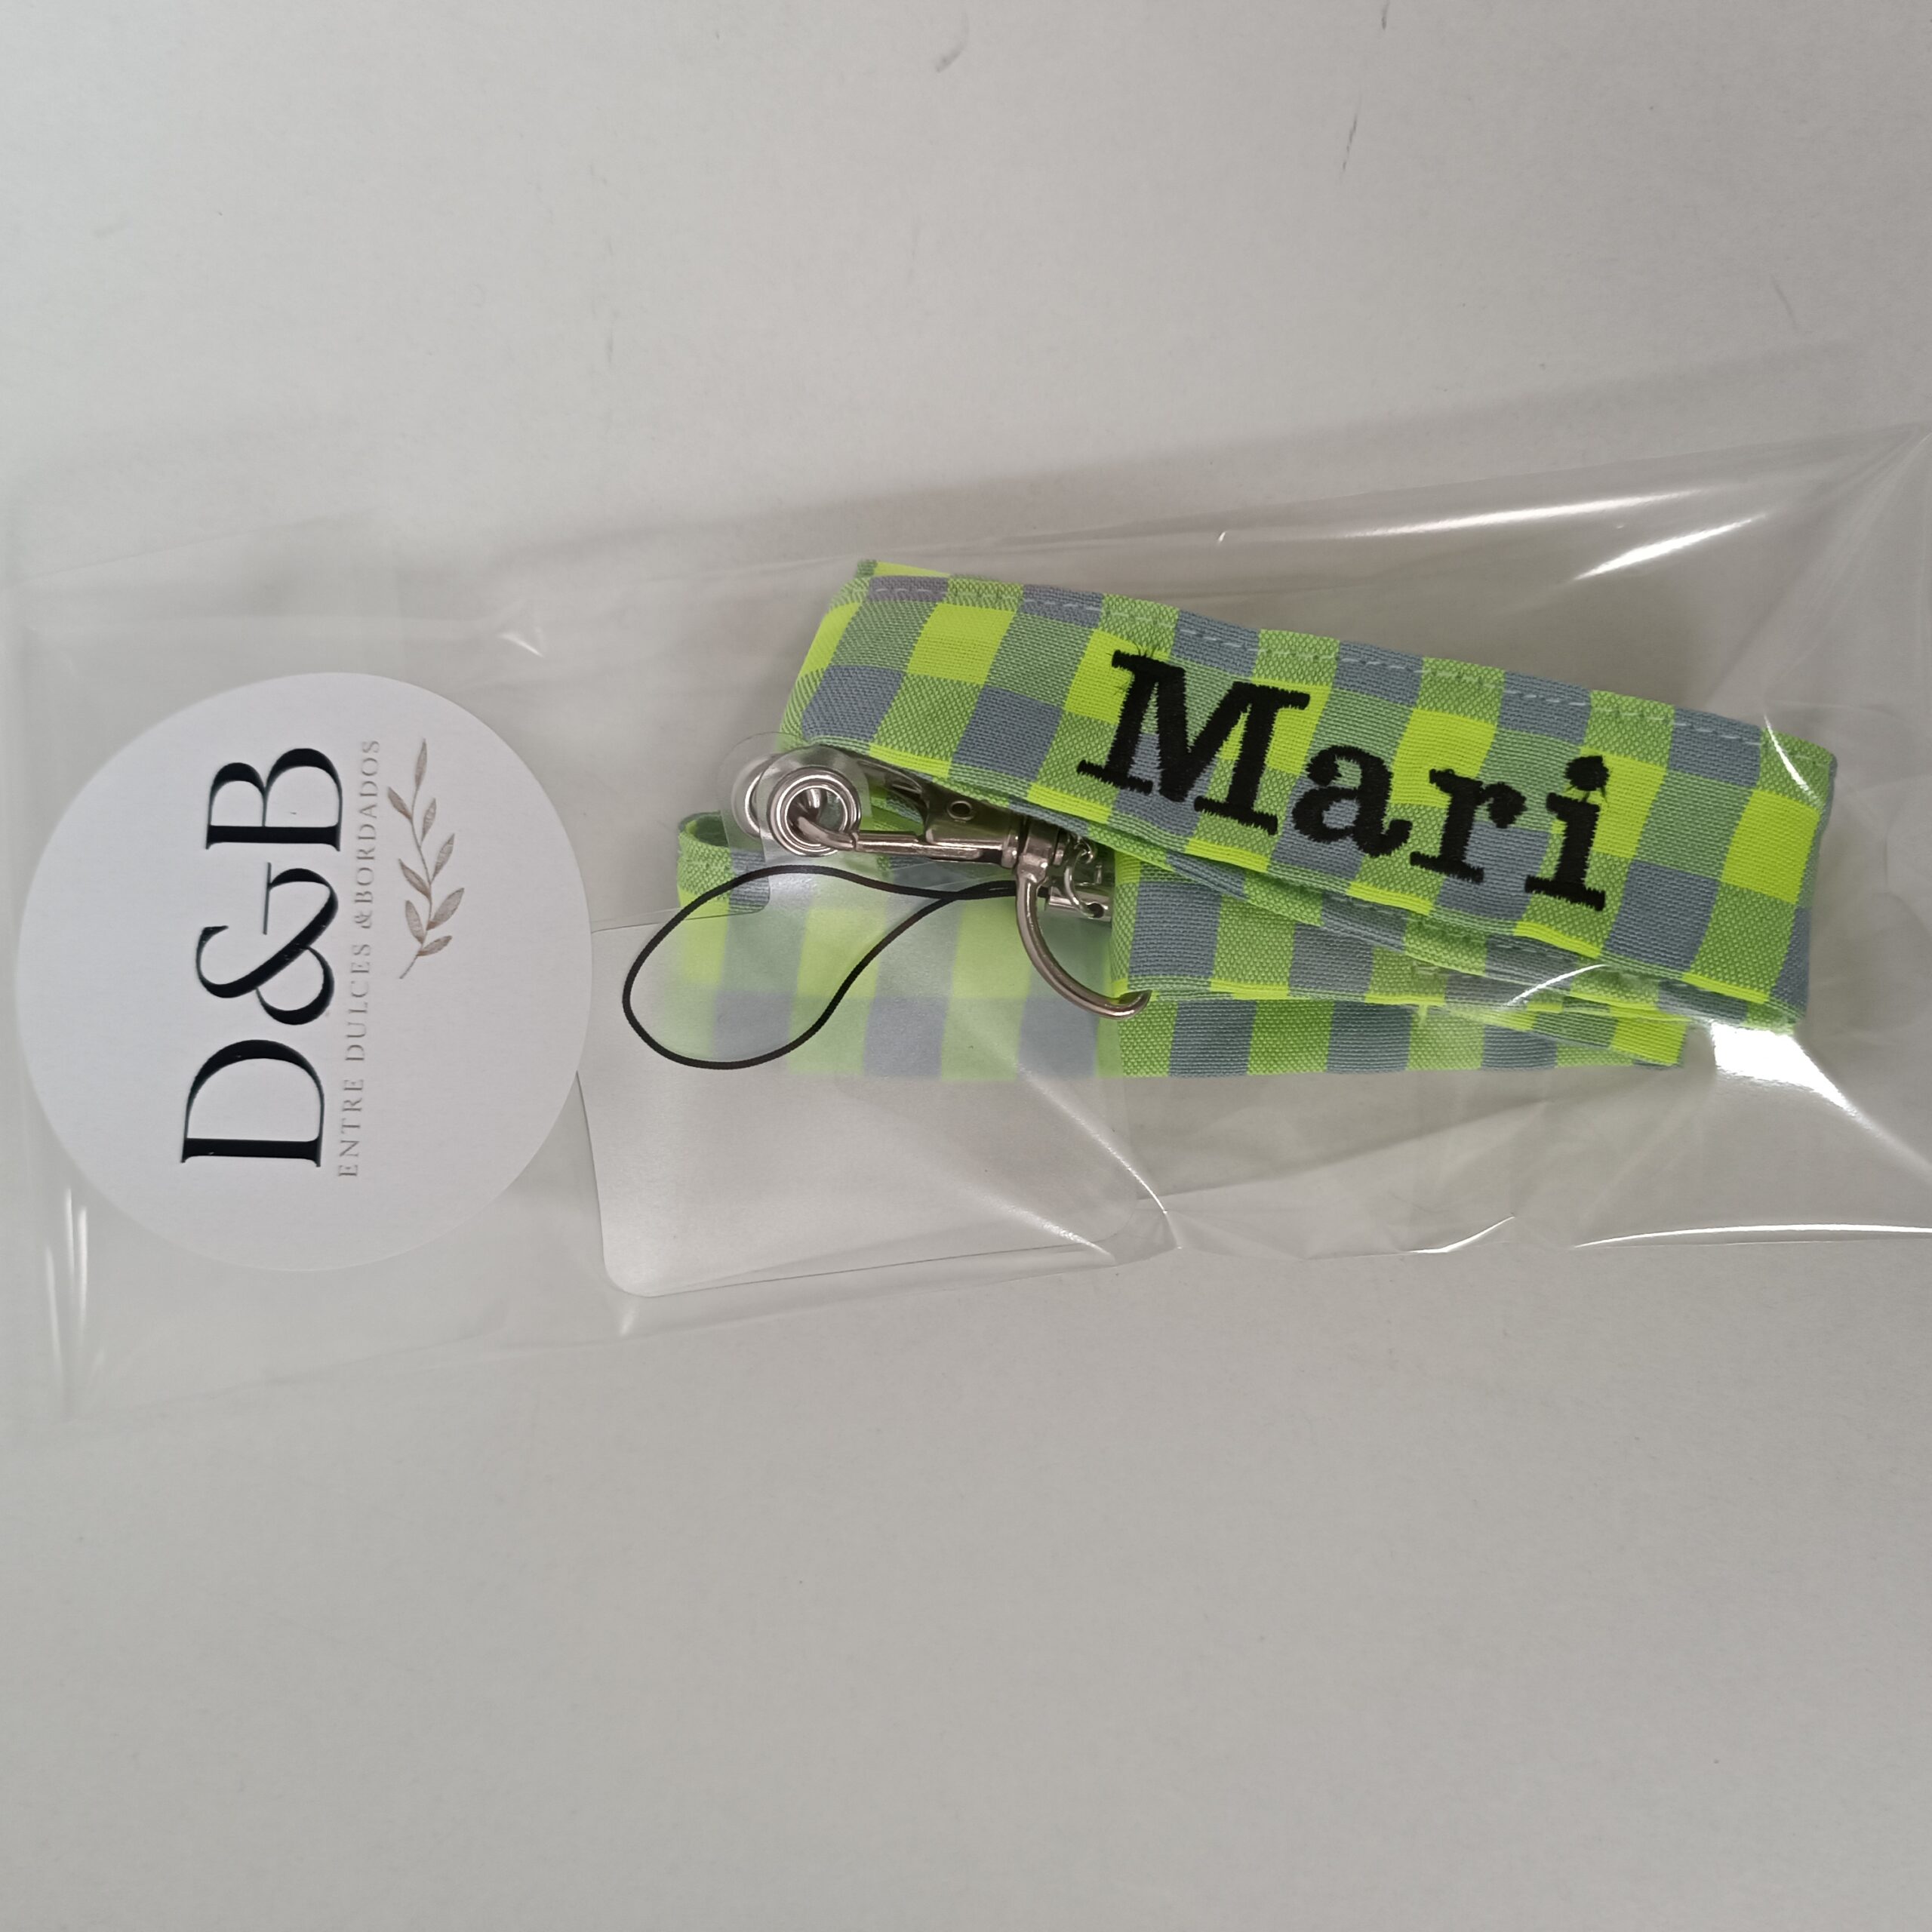 D&B
ENTRE DULCES &BORDADOS
Mari